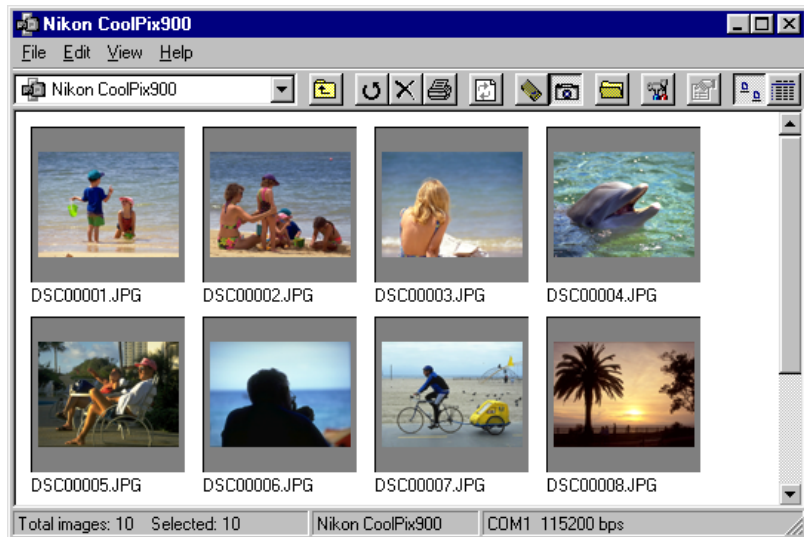 Nikon CoolPix900
File Edit View Help
Nikon CoolPix900
DSC00001.JPG DSC00002.JPG DSC00003.JPG DSC00004.JPG
DSC00005.JPG DSC00006.JPG DSC00007.JPG DSC00008.JPG
Total images: 10 Selected: 10 Nikon CoolPix900 COM1 115200 bps